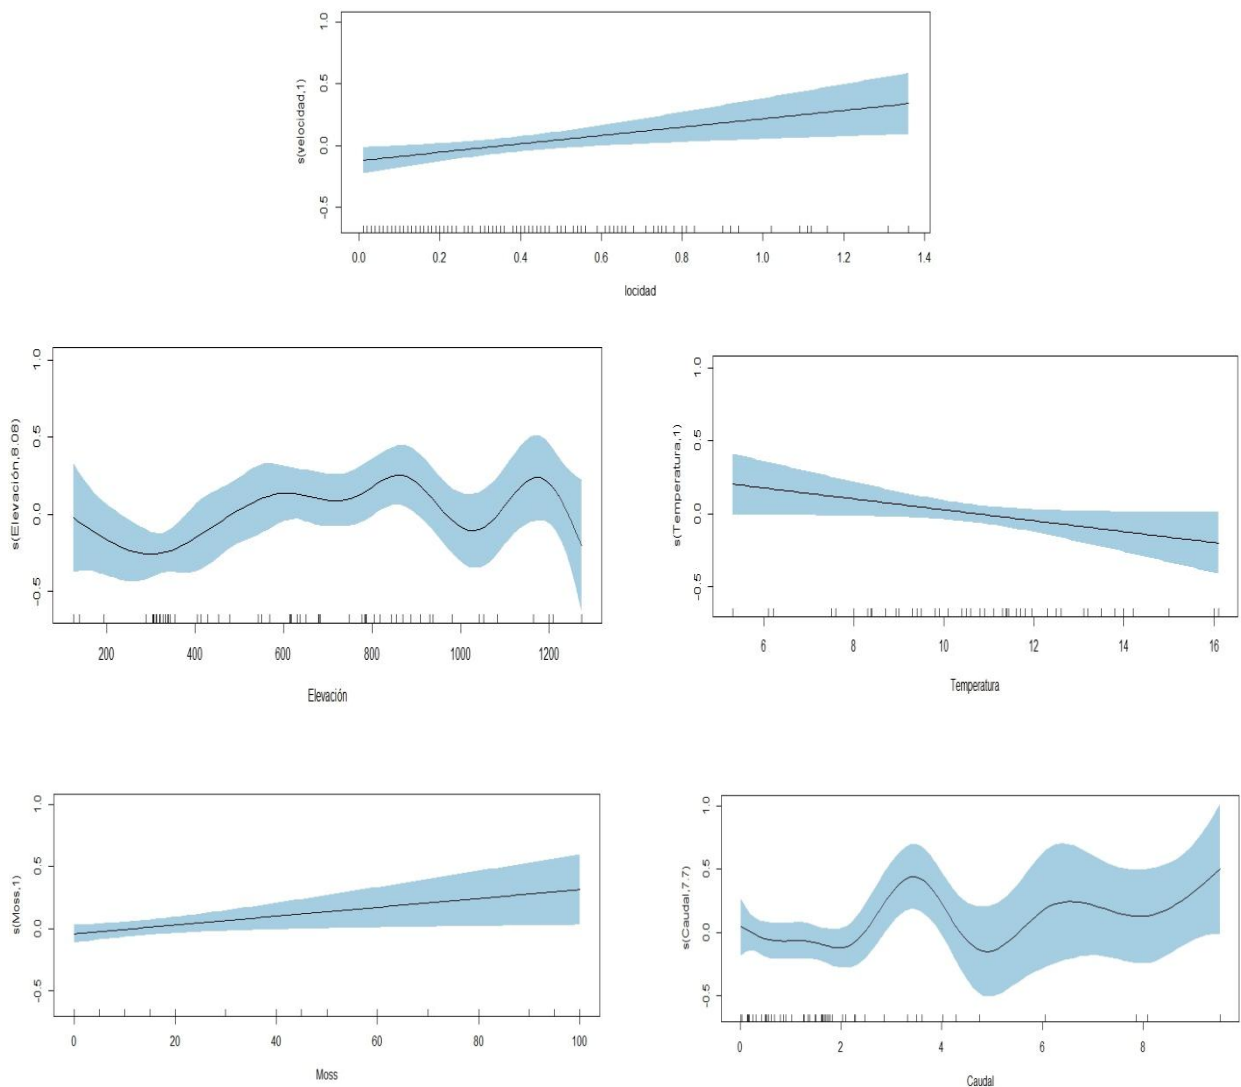 s(velocidad,1)
1.0
0.5
0.0
-0.5
0.0 0.2 0.4 0.6 0.8 1.0 1.2 1.4
locidad
s(Elevación,8.08)
1.0
0.5
0.0
-0.5
200 400 600 800 1000 1200
Elevación
s(Temperatura,1)
1.0
0.5
0.0
-0.5
6 8 10 12 14 16
Temperatura
s(Moss,1)
1.0
0.5
0.0
-0.5
0 20 40 60 80 100
Moss
s(Caudal,7.7)
1.0
0.5
0.0
-0.5
0 2 4 6 8
Caudal